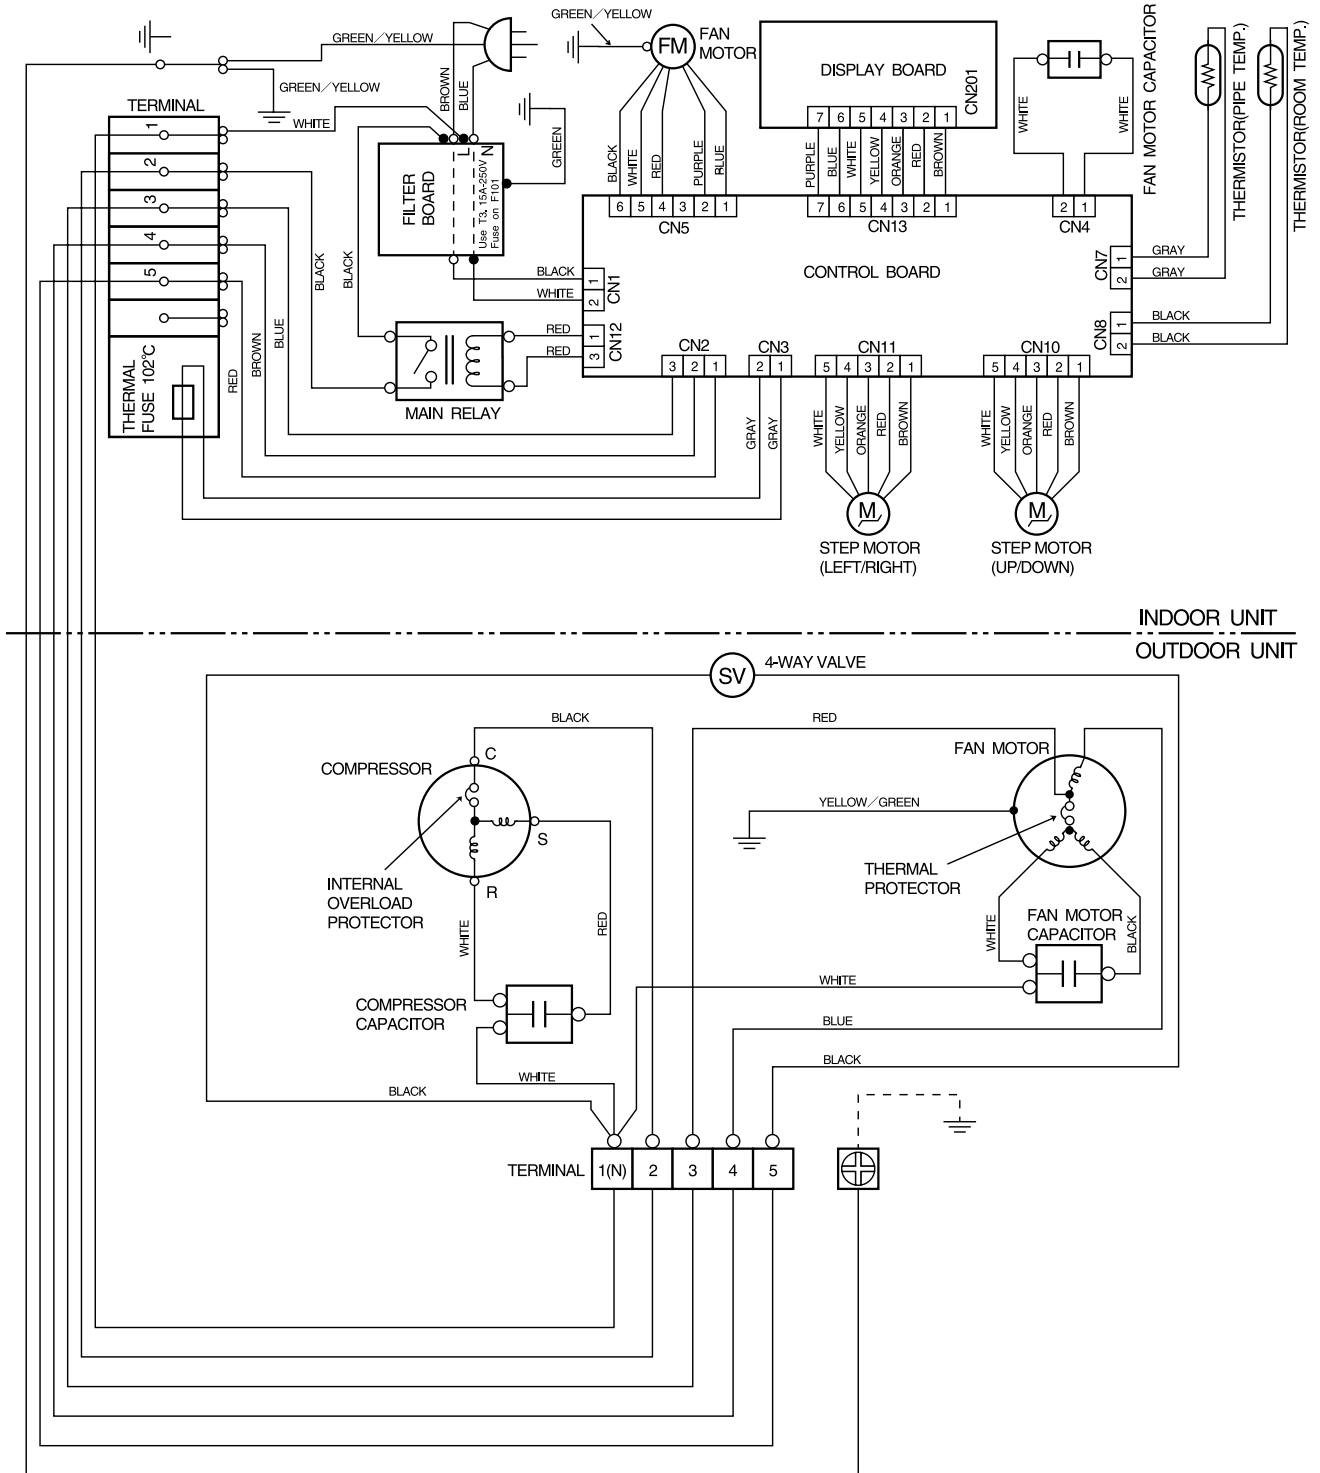 GREEN/YELLOW
GREEN/YELLOW
FAN
MOTOR
FM
DISPLAY BOARD
CN201
7 6 5 4 3 2 1
WHITE
WHITE
FAN MOTOR CAPACITOR
THERMISTOR(PIPE TEMP.)
THERMISTOR(ROOM TEMP.)
GREEN/YELLOW
BROWN
BLUE
TERMINAL
WHITE
GREEN
1
2
3
4
5
N
FILTER
BOARD
Use T3. 15A-250V
Fuse on F101
BLACK
WHITE
RED
PURPLE
BLUE
PURPLE
BLUE
WHITE
YELLOW
ORANGE
RED
BROWN
6 5 4 3 2 1
CN5
7 6 5 4 3 2 1
CN13
2 1
CN4
CONTROL BOARD
BLACK
BLACK
BLACK
WHITE
1
2
CN1
RED
RED
1
3
CN12
GRAY
GRAY
CN7
1
2
BLACK
BLACK
CN8
1
2
RED
BROWN
BLUE
THERMAL
FUSE 102℃
MAIN RELAY
CN2
3 2 1
CN3
2 1
CN11
5 4 3 2 1
CN10
5 4 3 2 1
GRAY
GRAY
WHITE
YELLOW
ORANGE
RED
BROWN
WHITE
YELLOW
ORANGE
RED
BROWN
M
M
STEP MOTOR
(LEFT/RIGHT)
STEP MOTOR
(UP/DOWN)
INDOOR UNIT
OUTDOOR UNIT
SV
4-WAY VALVE
BLACK
RED
COMPRESSOR
C
FAN MOTOR
YELLOW/GREEN
S
R
INTERNAL
OVERLOAD
PROTECTOR
THERMAL
PROTECTOR
WHITE
RED
WHITE
FAN MOTOR
CAPACITOR
BLACK
COMPRESSOR
CAPACITOR
WHITE
BLUE
BLACK
WHITE
BLACK
TERMINAL
1(N) 2 3 4 5